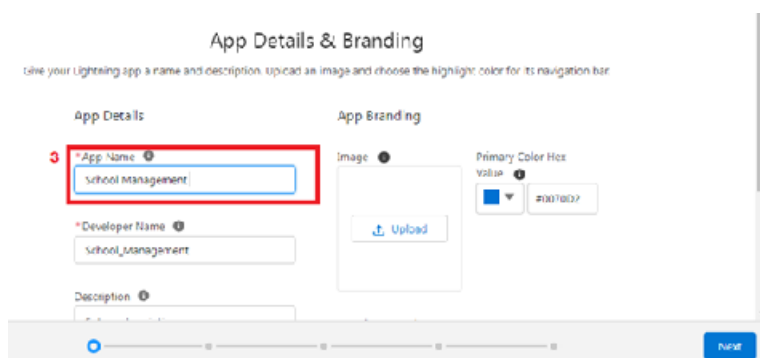 App Details & Branding
Give your Lightning app a name and description. Upload an image and choose the highlight color for its navigation bar.
App Details
App Branding
3
*App Name
School Management
Image
Primary Color Hex
Value
#0070D2
Upload
*Developer Name
School_Management
Description
Next